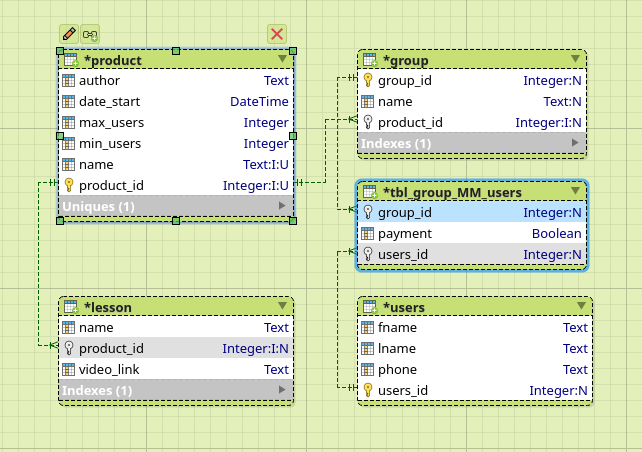 *product
author Text
date_start DateTime
max_users Integer
min_users Integer
name Text:I:U
product_id Integer:I:U
Uniques (1)
*group
group_id Integer:N
name Text:N
product_id Integer:I:N
Indexes (1)
*tbl_group_MM_users
group_id Integer:N
payment Boolean
users_id Integer:N
*lesson
name Text
product_id Integer:I:N
video_link Text
Indexes (1)
*users
fname Text
lname Text
phone Text
users_id Integer:N